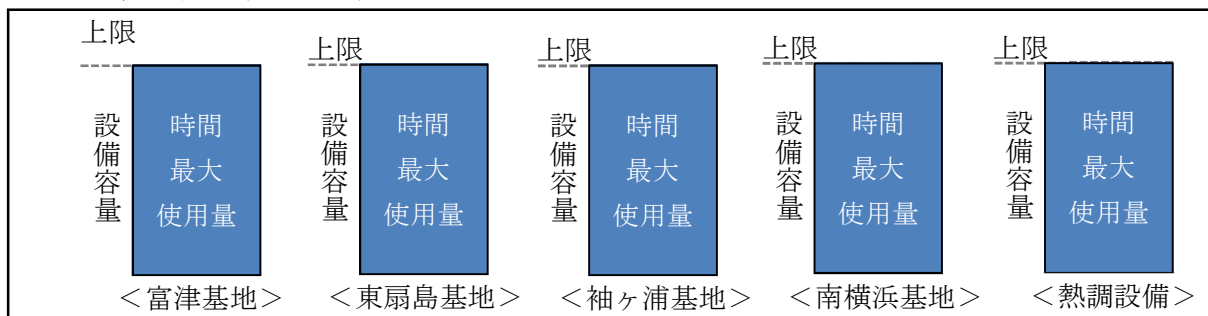 上限
設備容量
時間
最大
使用量
＜富津基地＞
上限
設備容量
時間
最大
使用量
＜東扇島基地＞
上限
設備容量
時間
最大
使用量
＜袖ヶ浦基地＞
上限
設備容量
時間
最大
使用量
＜南横浜基地＞
上限
設備容量
時間
最大
使用量
＜熱調設備＞